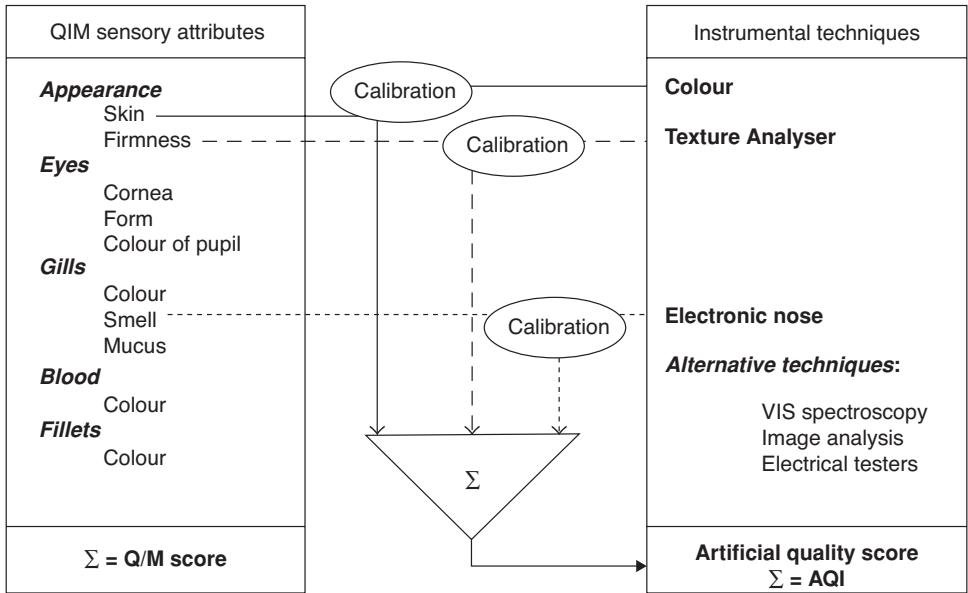 QIM sensory attributes
Appearance
Skin
Firmness
Eyes
Cornea
Form
Colour of pupil
Gills
Colour
Smell
Mucus
Blood
Colour
Fillets
Colour
Σ = Q/M score
Calibration
Calibration
Calibration
Σ
Instrumental techniques
Colour
Texture Analyser
Electronic nose
Alternative techniques:
VIS spectroscopy
Image analysis
Electrical testers
Artificial quality score
Σ = AQI